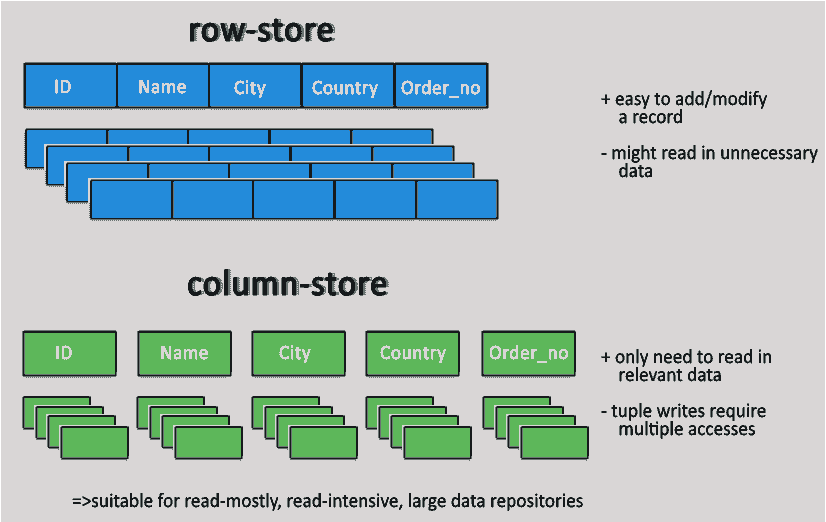 row-store
ID Name City Country Order_no
+ easy to add/modify
a record
- might read in unnecessary
data
column-store
ID Name City Country Order_no
+ only need to read in
relevant data
- tuple writes require
multiple accesses
=>suitable for read-mostly, read-intensive, large data repositories